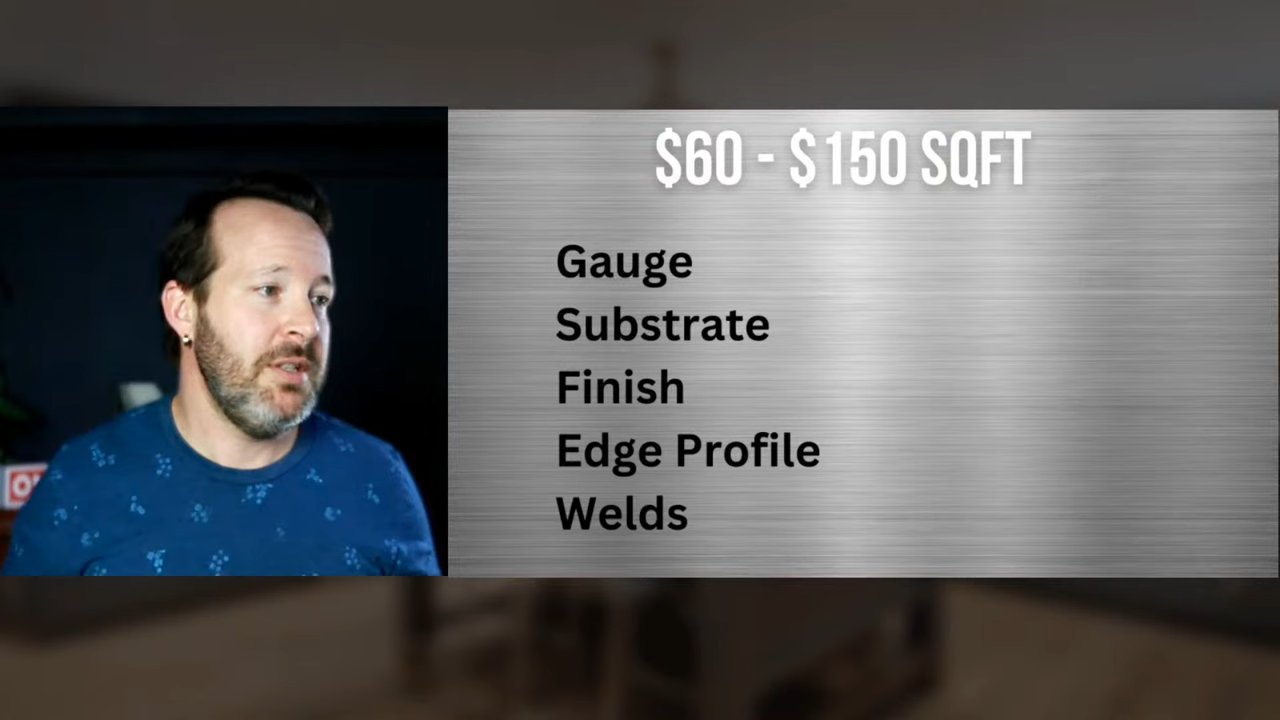 $60 - $150 SQFT
Gauge
Substrate
Finish
Edge Profile
Welds